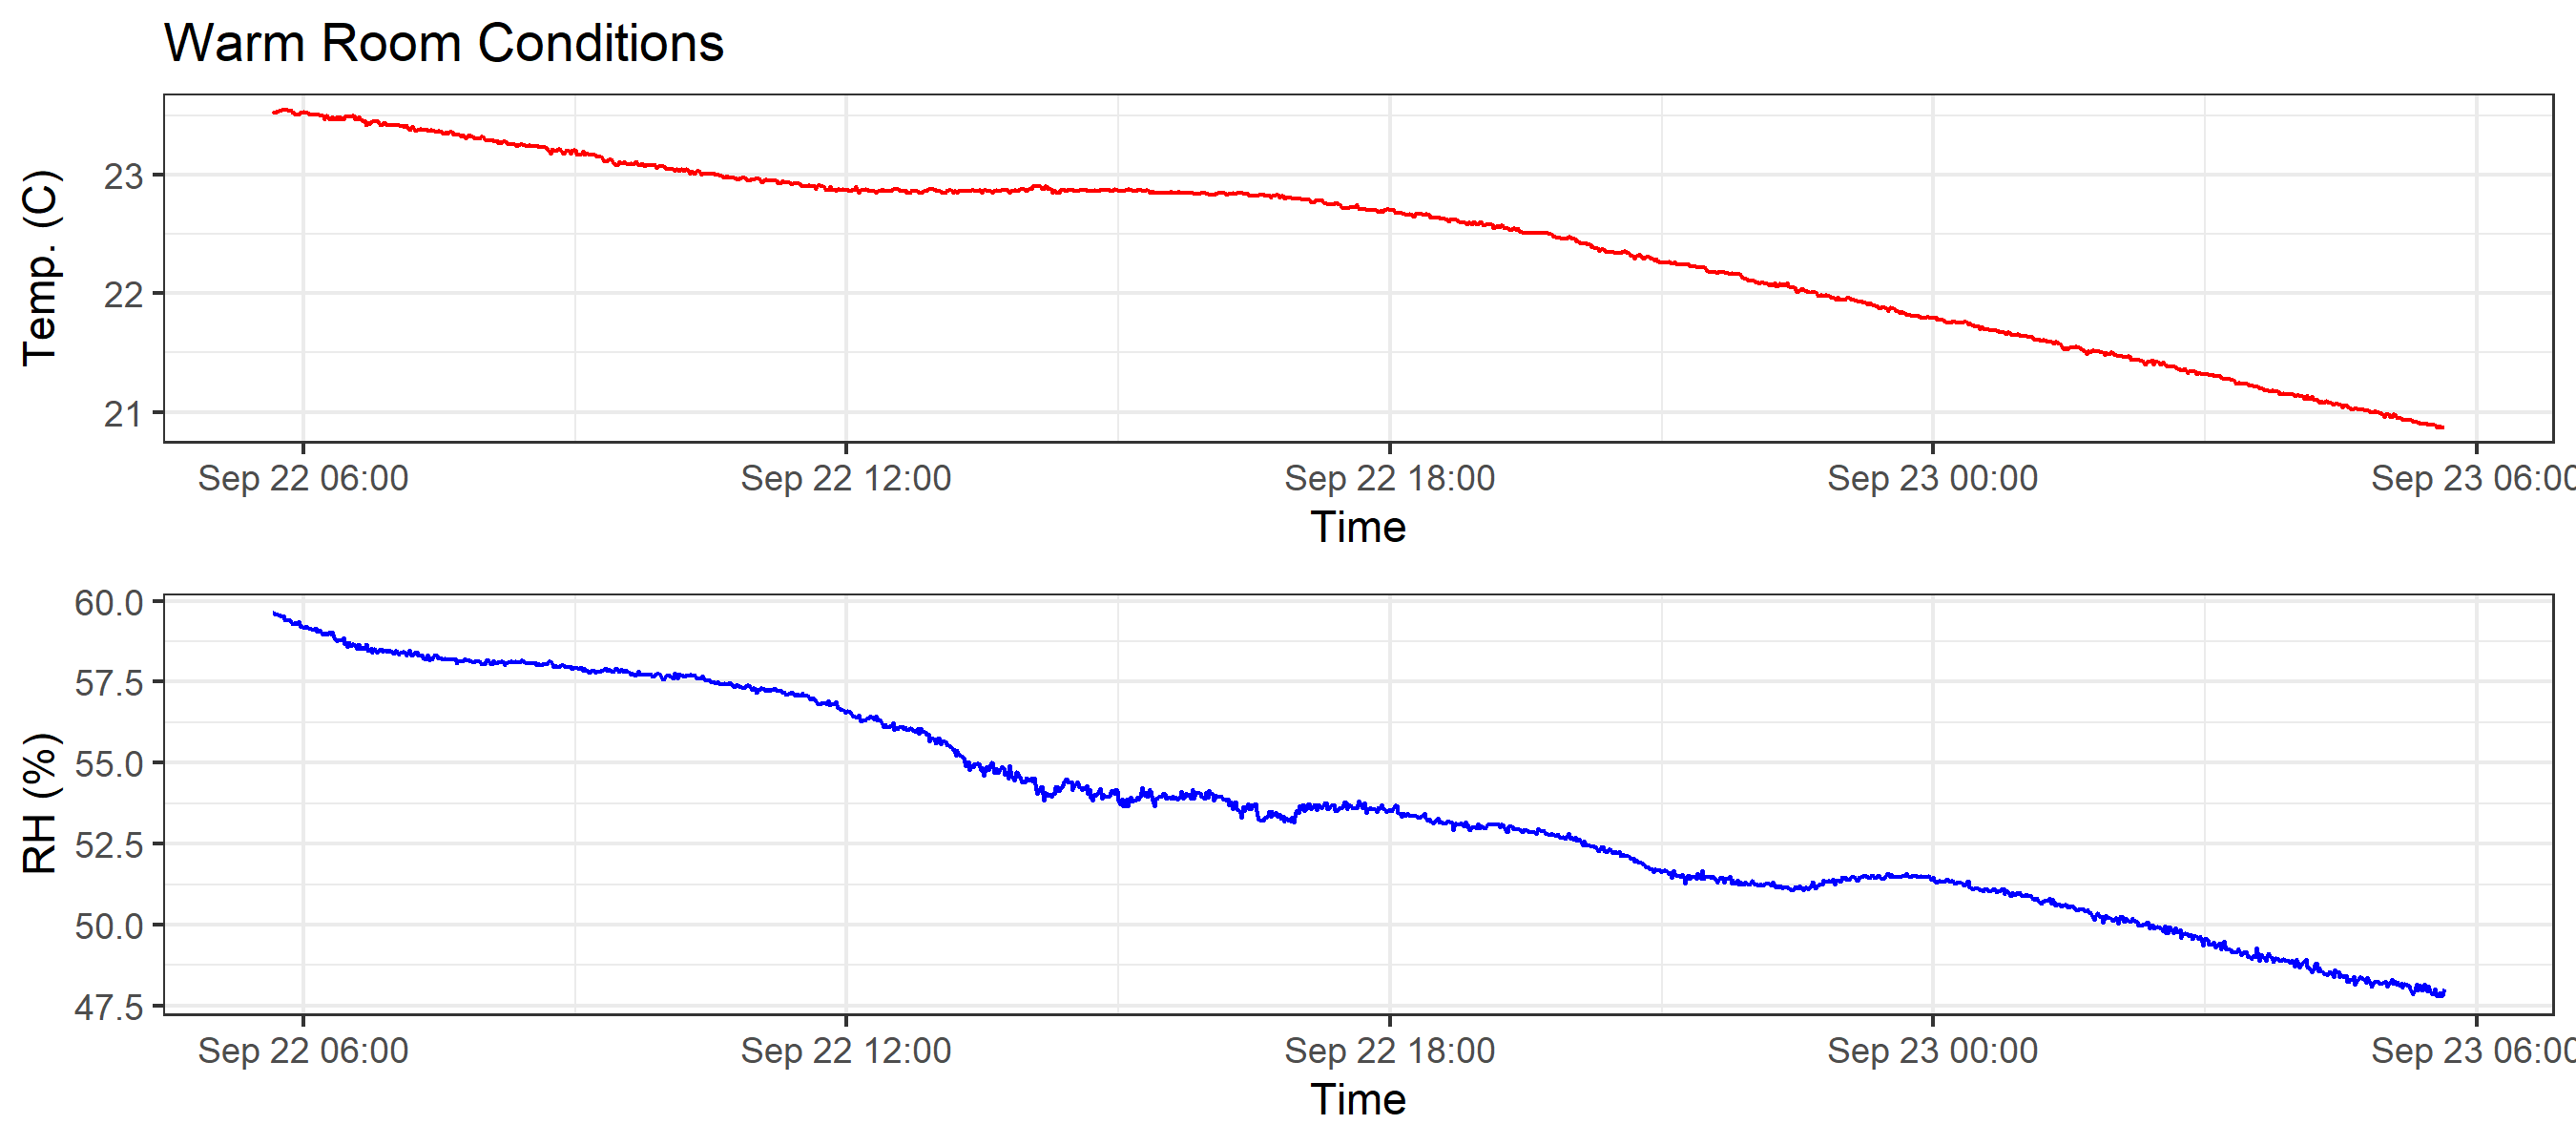 Warm Room Conditions
Temp. (C)
23
22
21
Sep 22 06:00 Sep 22 12:00 Sep 22 18:00 Sep 23 00:00 Sep 23 06:00
Time
RH (%)
60.0
57.5
55.0
52.5
50.0
47.5
Sep 22 06:00 Sep 22 12:00 Sep 22 18:00 Sep 23 00:00 Sep 23 06:00
Time